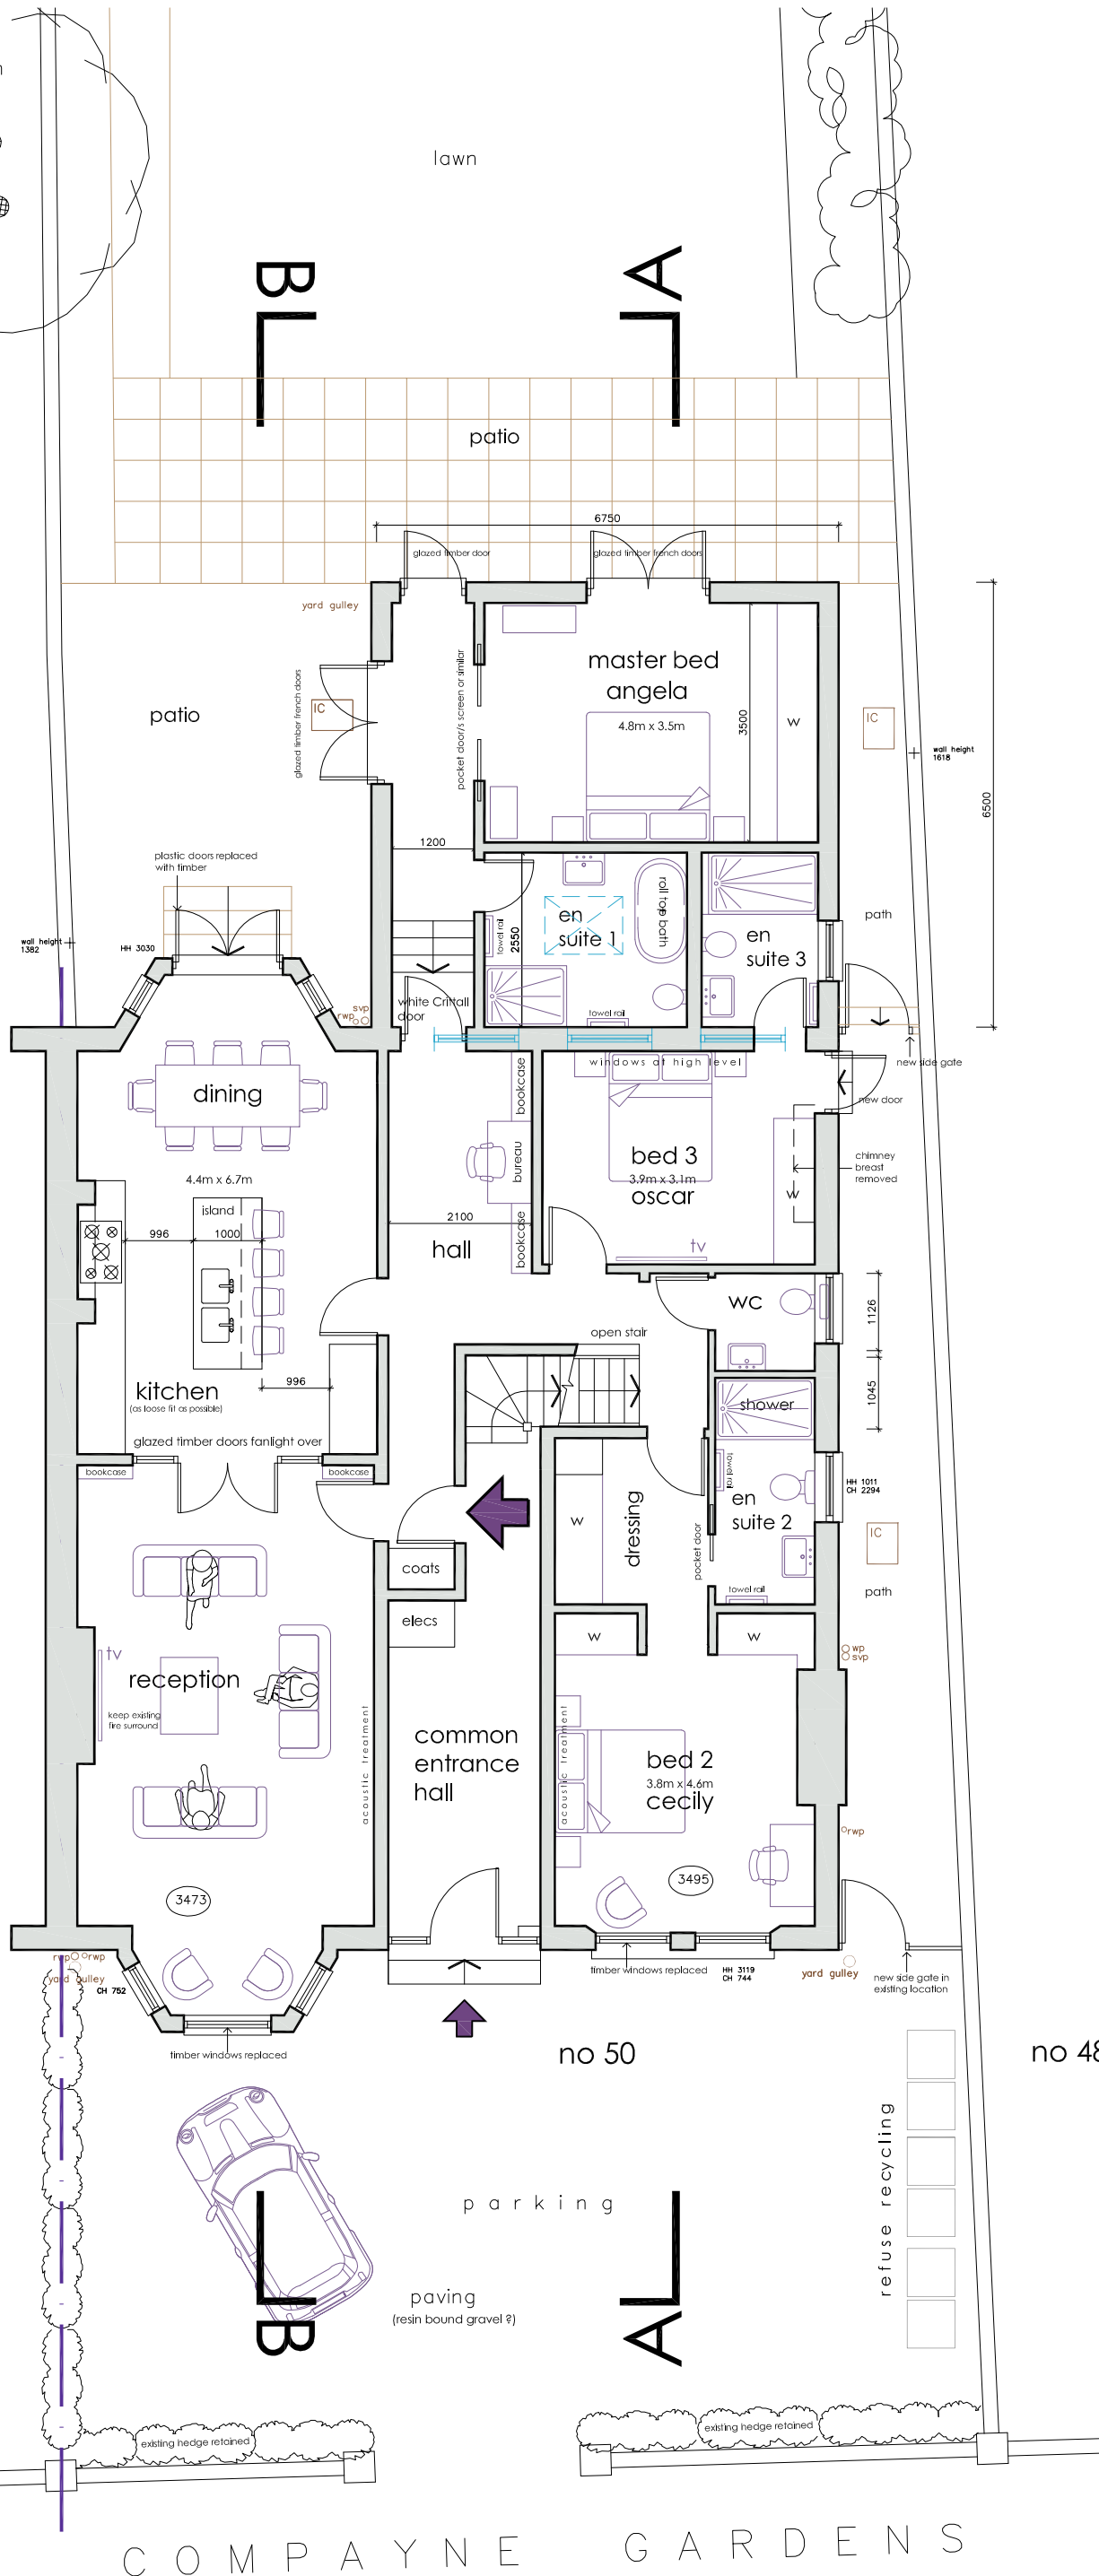 lawn
B
A
patio
6750
glazed timber door
glazed timber french doors
yard gulley
master bed
angela
4.8m x 3.5m
3500
w
pocket door/s screen or similar
glazed timber french doors
IC
patio
IC
wall height
1618
6500
1200
plastic doors replaced
with timber
wall height
1382
HH 3030
svp
rwp
white Crittall
door
towel rail
2550
en
suite 1
roll top bath
towel rail
en
suite 3
path
new side gate
windows at high level
new door
dining
4.4m x 6.7m
bookcase
bureau
bookcase
2100
hall
bed 3
3.9m x 3.1m
oscar
w
tv
chimney
breast
removed
island
996
1000
996
kitchen
(as loose fit as possible)
glazed timber doors fanlight over
bookcase
bookcase
wc
open stair
1126
1045
shower
towel rail
en
suite 2
towel rail
pocket door
dressing
w
HH 1011
CH 2294
IC
path
coats
elecs
w
w
wp
svp
tv
reception
keep existing
fire surround
acoustic treatment
common
entrance
hall
acoustic treatment
bed 2
3.8m x 4.6m
cecily
rwp
3473
3495
rwp
rwp
yard gulley
CH 752
timber windows replaced
timber windows replaced
HH 3119
CH 744
yard gulley
new side gate in
existing location
no 50
no 48
refuse recycling
parking
paving
(resin bound gravel ?)
B
A
existing hedge retained
existing hedge retained
COMPAYNE GARDENS